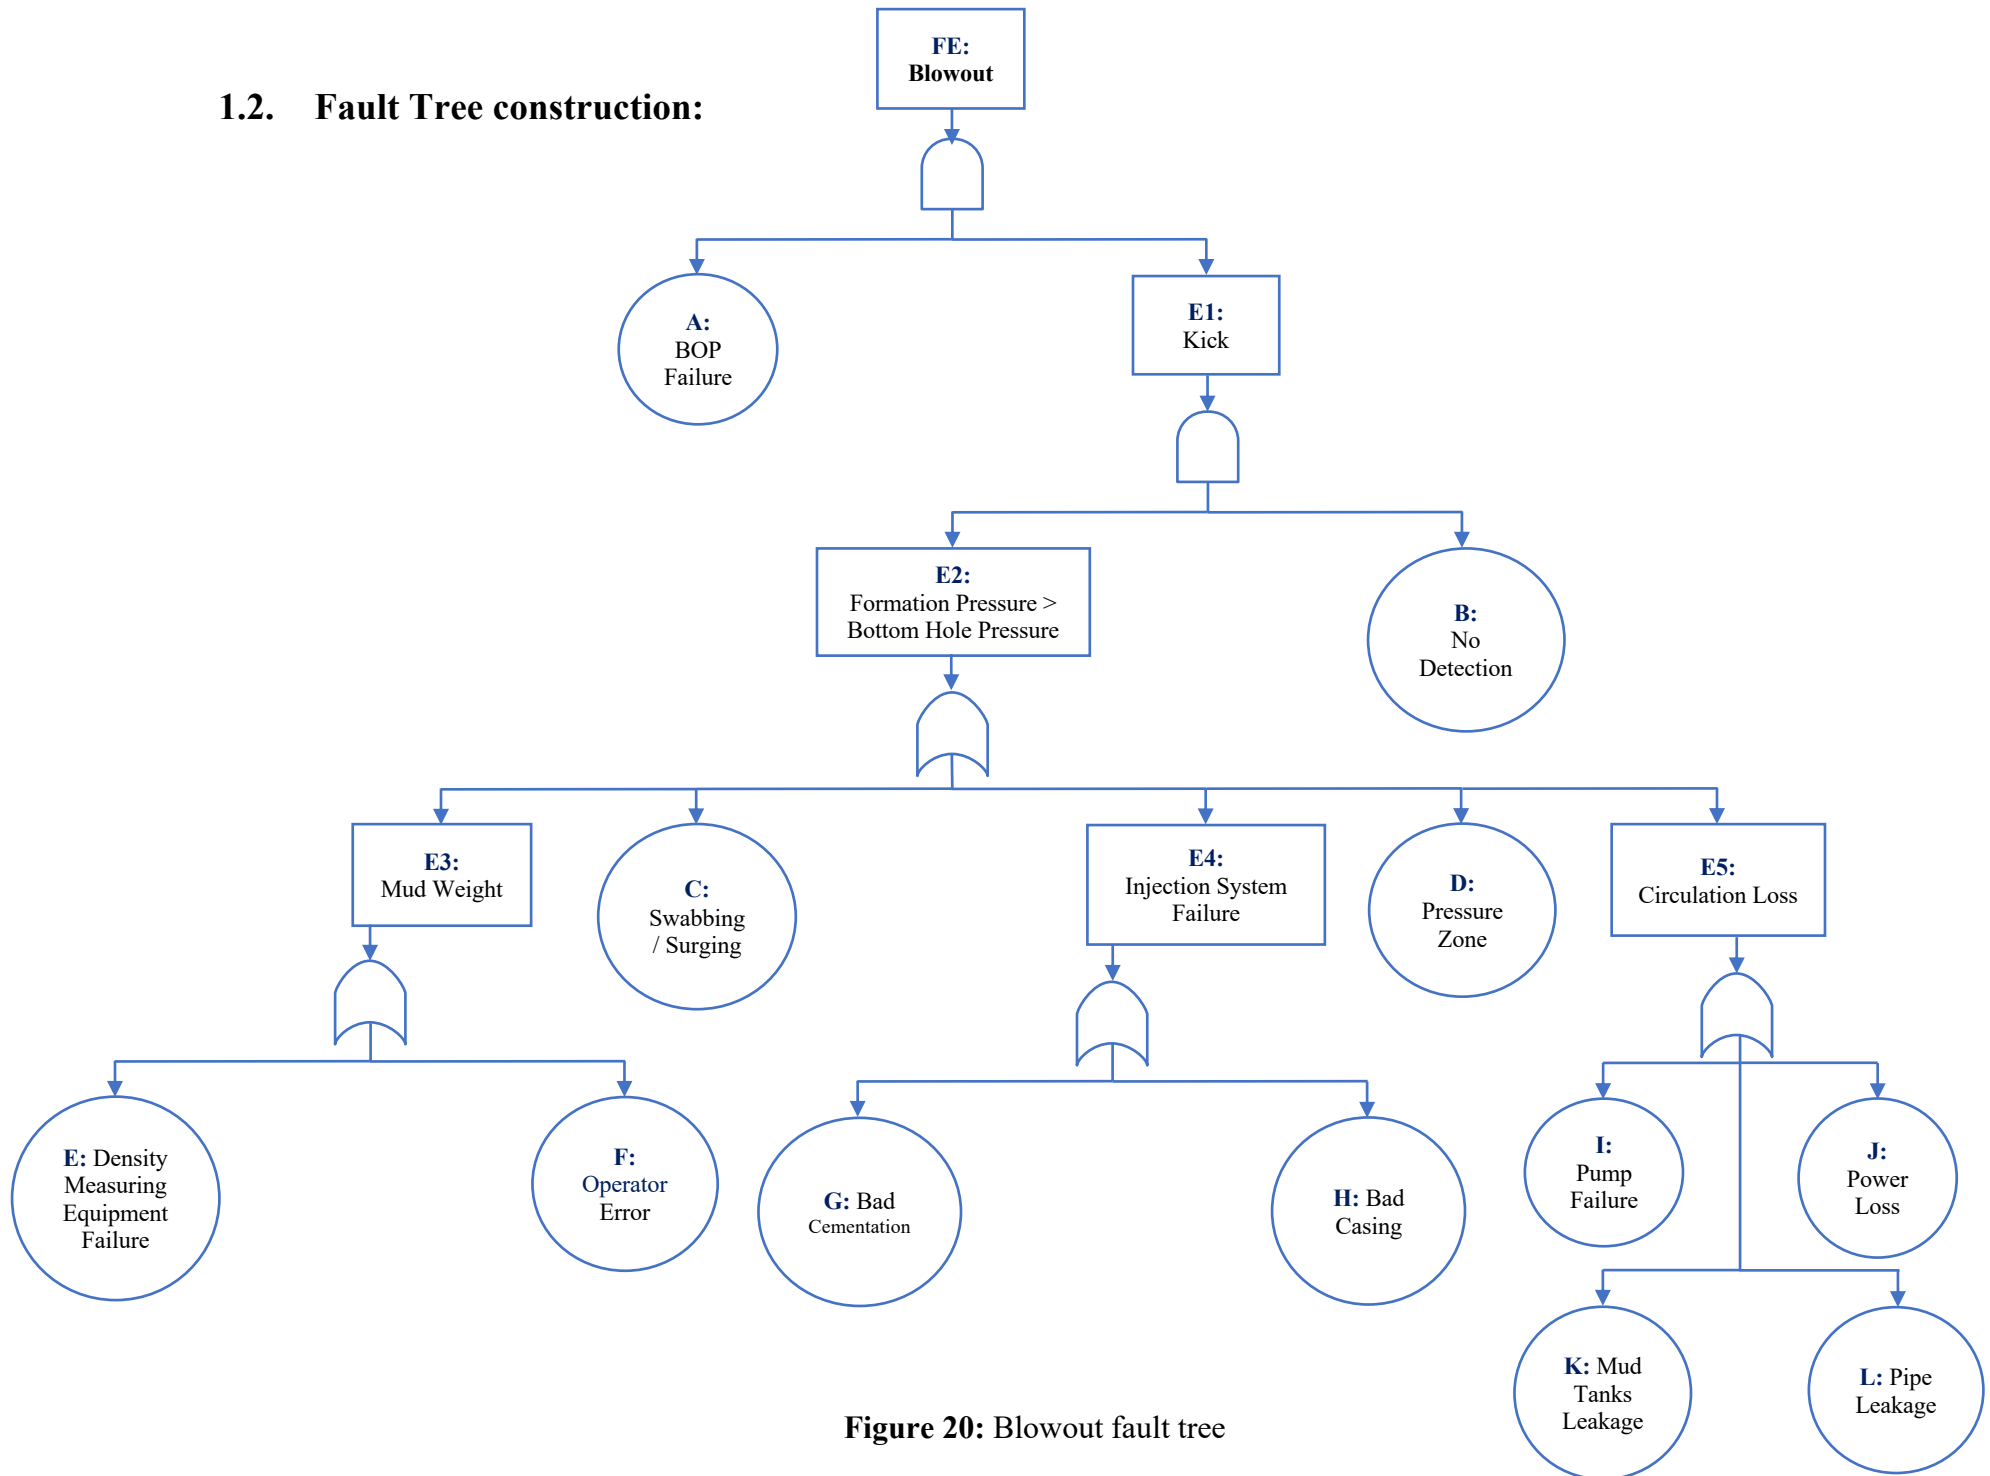 FE:
Blowout
1.2. Fault Tree construction:
A:
BOP
Failure
E1:
Kick
E2:
Formation Pressure >
Bottom Hole Pressure
B:
No
Detection
E3:
Mud Weight
C:
Swabbing
/ Surging
E4:
Injection System
Failure
D:
Pressure
Zone
E5:
Circulation Loss
E: Density
Measuring
Equipment
Failure
F:
Operator
Error
G: Bad
Cementation
H: Bad
Casing
I:
Pump
Failure
J:
Power
Loss
K: Mud
Tanks
Leakage
L: Pipe
Leakage
Figure 20: Blowout fault tree